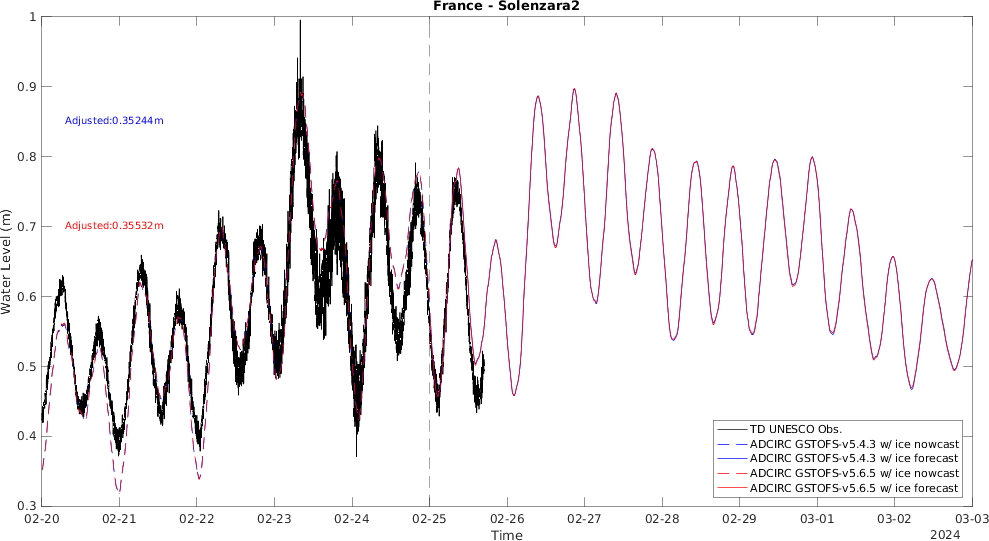 France - Solenzara2
1
0.9
0.8
0.7
0.6
0.5
0.4
0.3
Water Level (m)
Adjusted:0.35244m
Adjusted:0.35532m
TD UNESCO Obs.
ADCIRC GSTOFS-v5.4.3 w/ ice nowcast
ADCIRC GSTOFS-v5.4.3 w/ ice forecast
ADCIRC GSTOFS-v5.6.5 w/ ice nowcast
ADCIRC GSTOFS-v5.6.5 w/ ice forecast
02-20 02-21 02-22 02-23 02-24 02-25 02-26 02-27 02-28 02-29 03-01 03-02 03-03
Time
2024